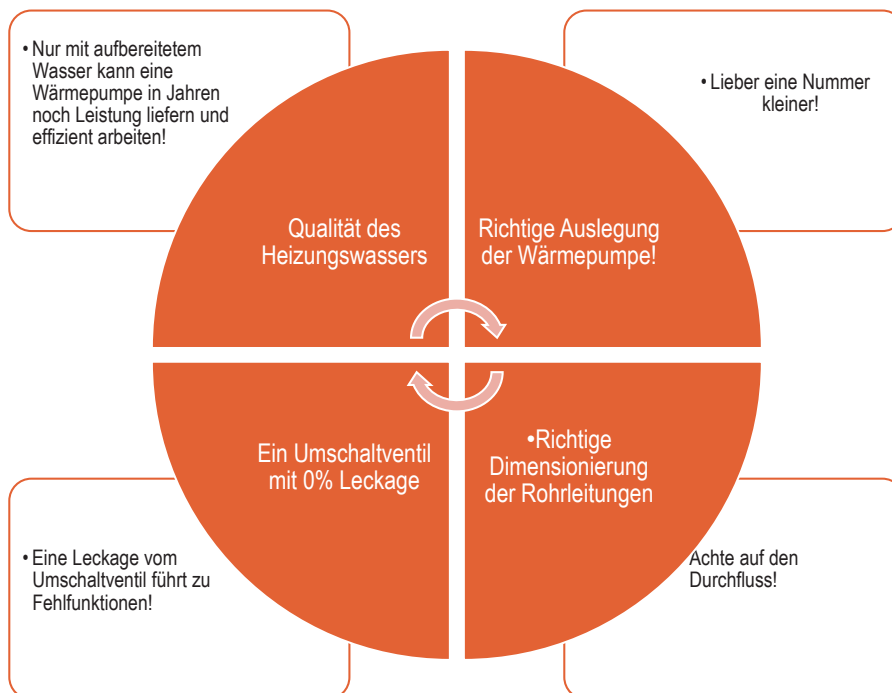 • Nur mit aufbereitetem
Wasser kann eine
Wärmepumpe in Jahren
noch Leistung liefern und
effizient arbeiten!
• Lieber eine Nummer
kleiner!
Qualität des
Heizungswassers
Richtige Auslegung
der Wärmepumpe!
Ein Umschaltventil
mit 0% Leckage
•Richtige
Dimensionierung
der Rohrleitungen
• Eine Leckage vom
Umschaltventil führt zu
Fehlfunktionen!
Achte auf den
Durchfluss!